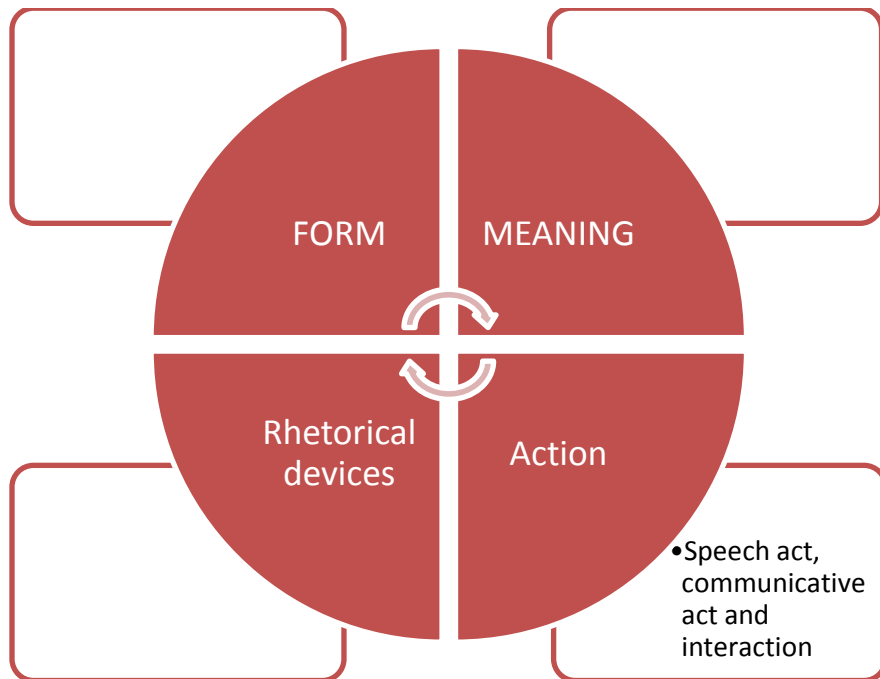 FORM
MEANING
Rhetorical
devices
Action
•Speech act,
communicative
act and
interaction